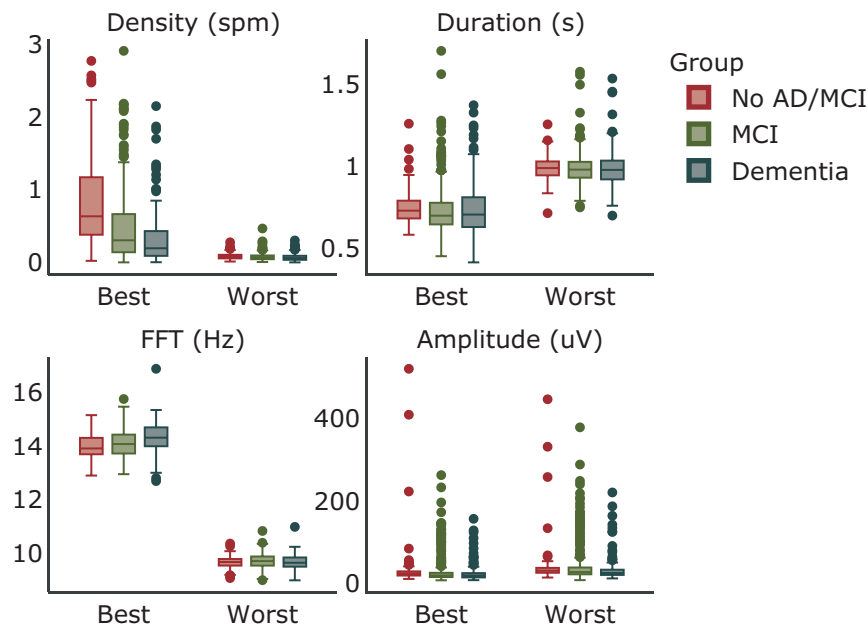 Density (spm)
3
2
1
0
Best Worst
Duration (s)
1.5
1
0.5
Best Worst
Group
No AD/MCI
MCI
Dementia
FFT (Hz)
16
14
12
10
Best Worst
Amplitude (uV)
400
200
0
Best Worst